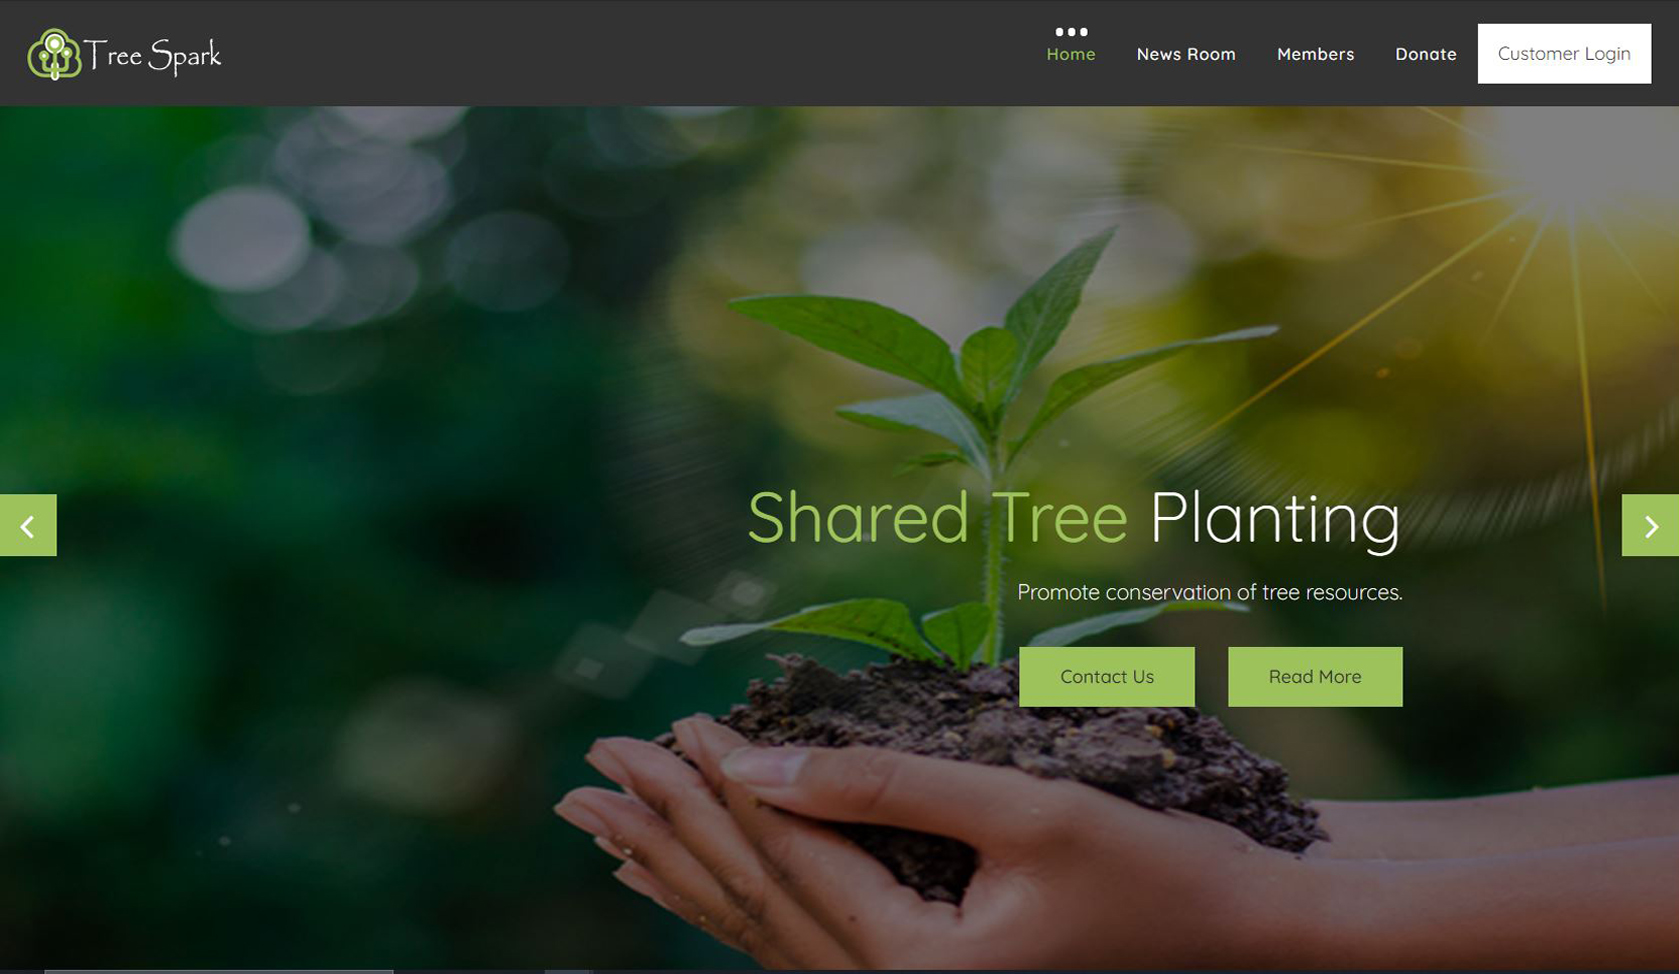 Tree Spark
Home News Room Members Donate Customer Login
Shared Tree Planting
Promote conservation of tree resources.
Contact Us Read More